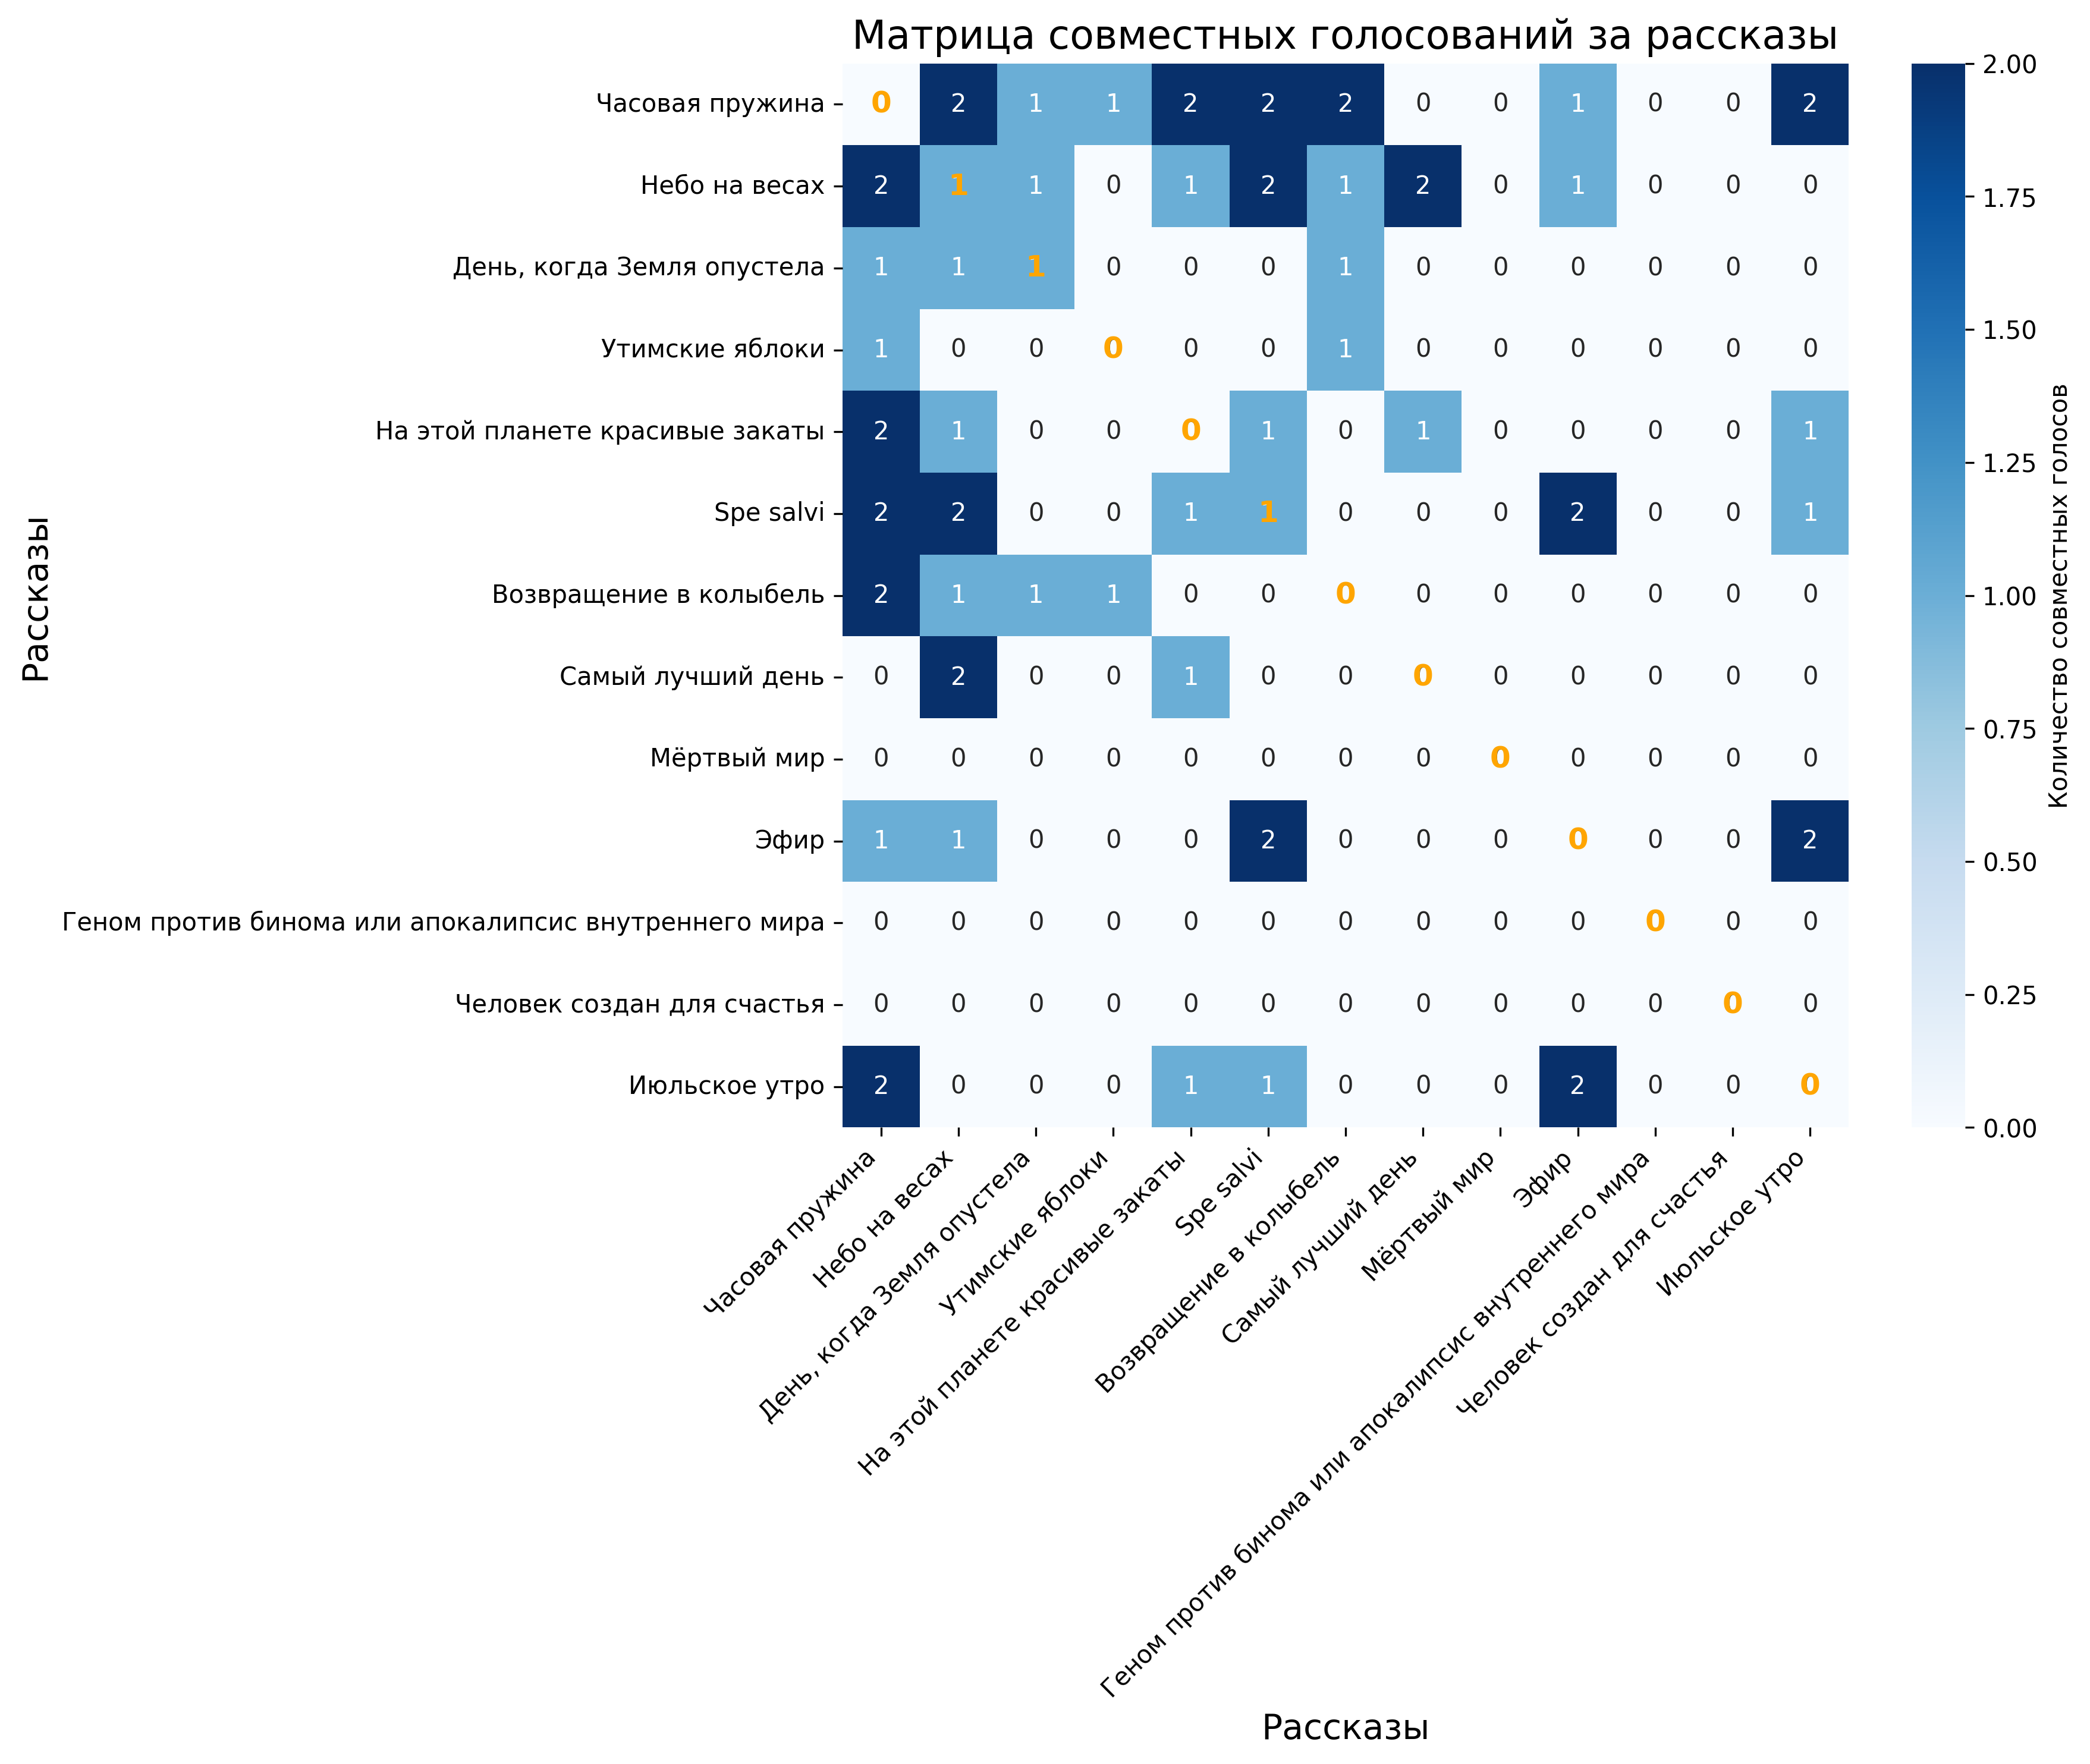 Матрица совместных голосований за рассказы
Рассказы
Часовая пружина 0 2 1 1 2 2 2 0 0 1 0 0 2
Небо на весах 2 1 1 0 1 2 1 2 0 1 0 0 0
День, когда Земля опустела 1 1 1 0 0 0 1 0 0 0 0 0 0
Утимские яблоки 1 0 0 0 0 0 1 0 0 0 0 0 0
На этой планете красивые закаты 2 1 0 0 0 1 0 1 0 0 0 0 1
Spe salvi 2 2 0 0 1 1 0 0 0 2 0 0 1
Возвращение в колыбель 2 1 1 1 0 0 0 0 0 0 0 0 0
Самый лучший день 0 2 0 0 1 0 0 0 0 0 0 0 0
Мёртвый мир 0 0 0 0 0 0 0 0 0 0 0 0 0
Эфир 1 1 0 0 0 2 0 0 0 0 0 0 2
Геном против бинома или апокалипсис внутреннего мира 0 0 0 0 0 0 0 0 0 0 0 0 0
Человек создан для счастья 0 0 0 0 0 0 0 0 0 0 0 0 0
Июльское утро 2 0 0 0 1 1 0 0 0 2 0 0 0
Часовая пружина
Небо на весах
День, когда Земля опустела
Утимские яблоки
На этой планете красивые закаты
Spe salvi
Возвращение в колыбель
Самый лучший день
Мёртвый мир
Эфир
Геном против бинома или апокалипсис внутреннего мира
Человек создан для счастья
Июльское утро
Рассказы
2.00
1.75
1.50
1.25
1.00
0.75
0.50
0.25
0.00
Количество совместных голосов